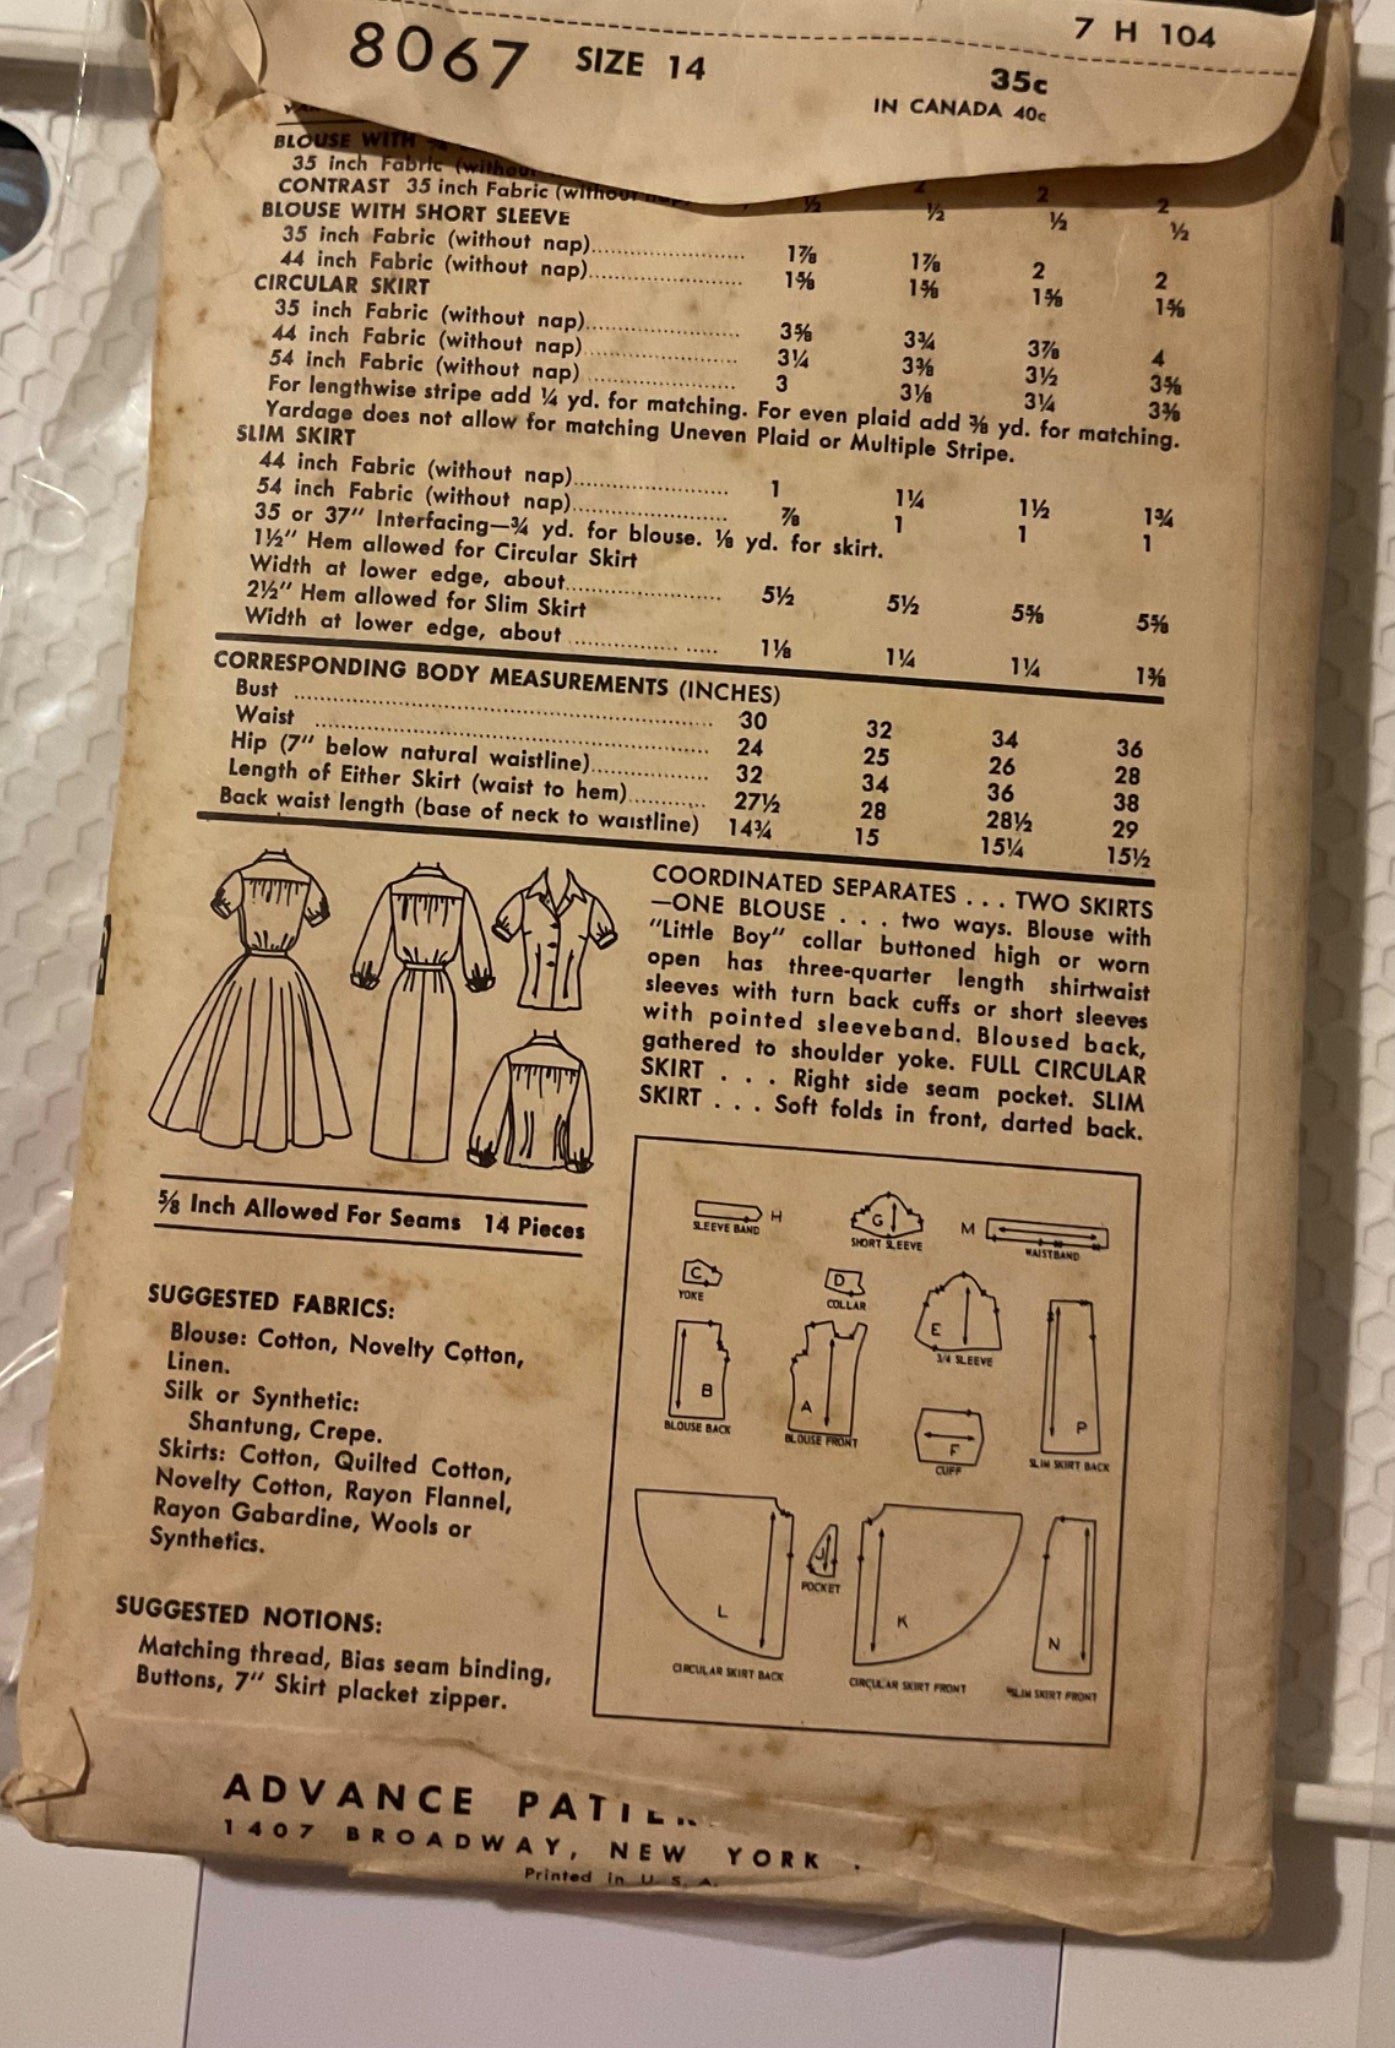 7 H 104
8067 SIZE 14
35c
IN CANADA 40c
BLOUSE WITH
35 inch Fabric (without
CONTRAST 35 inch Fabric (without nap) ½ ½ ½ ½
BLOUSE WITH SHORT SLEEVE
35 inch Fabric (without nap) 1⅞ 1⅞ 2 2
44 inch Fabric (without nap) 1⅝ 1⅝ 1⅝ 1⅝
CIRCULAR SKIRT
35 inch Fabric (without nap) 3⅝ 3¾ 3⅞ 4
44 inch Fabric (without nap) 3¼ 3⅜ 3½ 3⅝
54 inch Fabric (without nap) 3 3⅛ 3¼ 3⅜
For lengthwise stripe add ¼ yd. for matching. For even plaid add ⅜ yd. for matching.
Yardage does not allow for matching Uneven Plaid or Multiple Stripe.
SLIM SKIRT
44 inch Fabric (without nap) 1 1¼ 1½ 1¾
54 inch Fabric (without nap) ⅞ 1 1 1
35 or 37" Interfacing—¾ yd. for blouse. ⅛ yd. for skirt.
1½" Hem allowed for Circular Skirt
Width at lower edge, about 5½ 5½ 5⅝ 5⅝
2½" Hem allowed for Slim Skirt
Width at lower edge, about 1⅛ 1¼ 1¼ 1⅜
CORRESPONDING BODY MEASUREMENTS (INCHES)
Bust 30 32 34 36
Waist 24 25 26 28
Hip (7" below natural waistline) 32 34 36 38
Length of Either Skirt (waist to hem) 27½ 28 28½ 29
Back waist length (base of neck to waistline) 14¾ 15 15¼ 15½
COORDINATED SEPARATES . . . TWO SKIRTS
—ONE BLOUSE . . . two ways. Blouse with
"Little Boy" collar buttoned high or worn
open has three-quarter length shirtwaist
sleeves with turn back cuffs or short sleeves
with pointed sleeveband. Bloused back,
gathered to shoulder yoke. FULL CIRCULAR
SKIRT . . . Right side seam pocket. SLIM
SKIRT . . . Soft folds in front, darted back.
⅝ Inch Allowed For Seams 14 Pieces
SUGGESTED FABRICS:
Blouse: Cotton, Novelty Cotton,
Linen.
Silk or Synthetic:
Shantung, Crepe.
Skirts: Cotton, Quilted Cotton,
Novelty Cotton, Rayon Flannel,
Rayon Gabardine, Wools or
Synthetics.
SUGGESTED NOTIONS:
Matching thread, Bias seam binding,
Buttons, 7" Skirt placket zipper.
H
SLEEVE BAND
G
SHORT SLEEVE
M
WAISTBAND
C
YOKE
D
COLLAR
E
3/4 SLEEVE
B
BLOUSE BACK
A
BLOUSE FRONT
F
CUFF
P
SLIM SKIRT BACK
L
CIRCULAR SKIRT BACK
J
POCKET
K
CIRCULAR SKIRT FRONT
N
SLIM SKIRT FRONT
ADVANCE
1407 BROADWAY, NEW YORK
Printed in U. S. A.